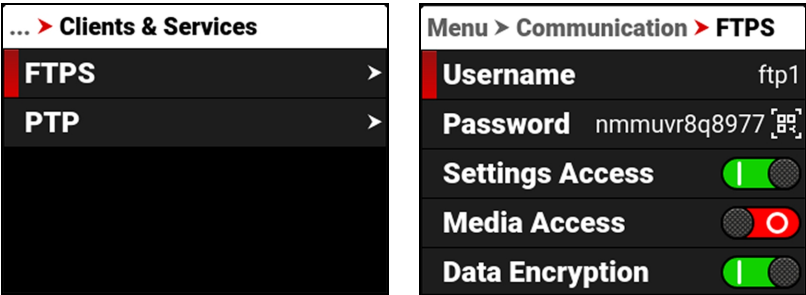 ... > Clients & Services
FTPS
PTP
Menu > Communication > FTPS
Username ftp1
Password nmmuvr8q8977
Settings Access
Media Access
Data Encryption